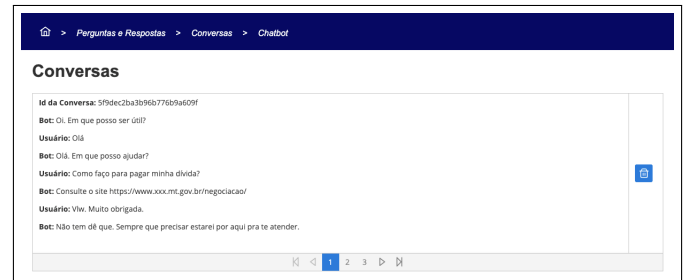 > Perguntas e Respostas > Conversas > Chatbot
Conversas
Id da Conversa: 5f9dec2ba3b96b776b9a609f
Bot: Oi. Em que posso ser útil?
Usuário: Olá
Bot: Olá. Em que posso ajudar?
Usuário: Como faço para pagar minha dívida?
Bot: Consulte o site https://www.xxx.mt.gov.br/negociacao/
Usuário: Vlw. Muito obrigada.
Bot: Não tem dê que. Sempre que precisar estarei por aqui pra te atender.
1 2 3